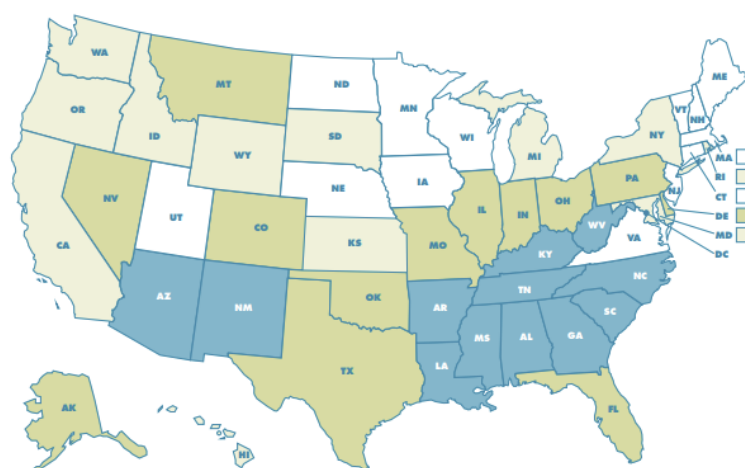 WA
MT
ND
MN
ME
VT
NH
OR
ID
SD
WI
MI
NY
MA
WY
RI
IA
PA
NJ
CT
NE
NV
UT
IL
IN
OH
DE
CO
MD
CA
KS
MO
WV
VA
DC
KY
NC
AZ
NM
OK
AR
TN
SC
MS
AL
GA
LA
TX
AK
FL
HI